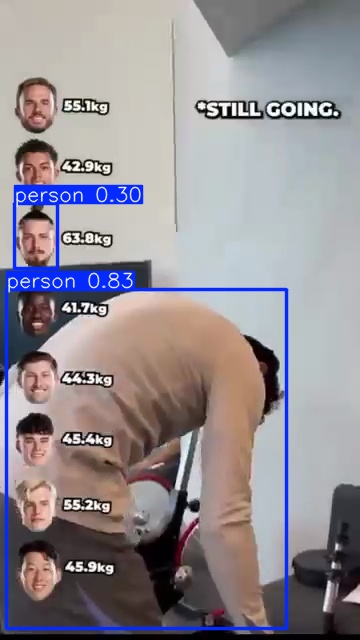 55.1kg
*STILL GOING.
42.9kg
person 0.30
63.8kg
person 0.83
41.7kg
44.3kg
45.4kg
55.2kg
45.9kg